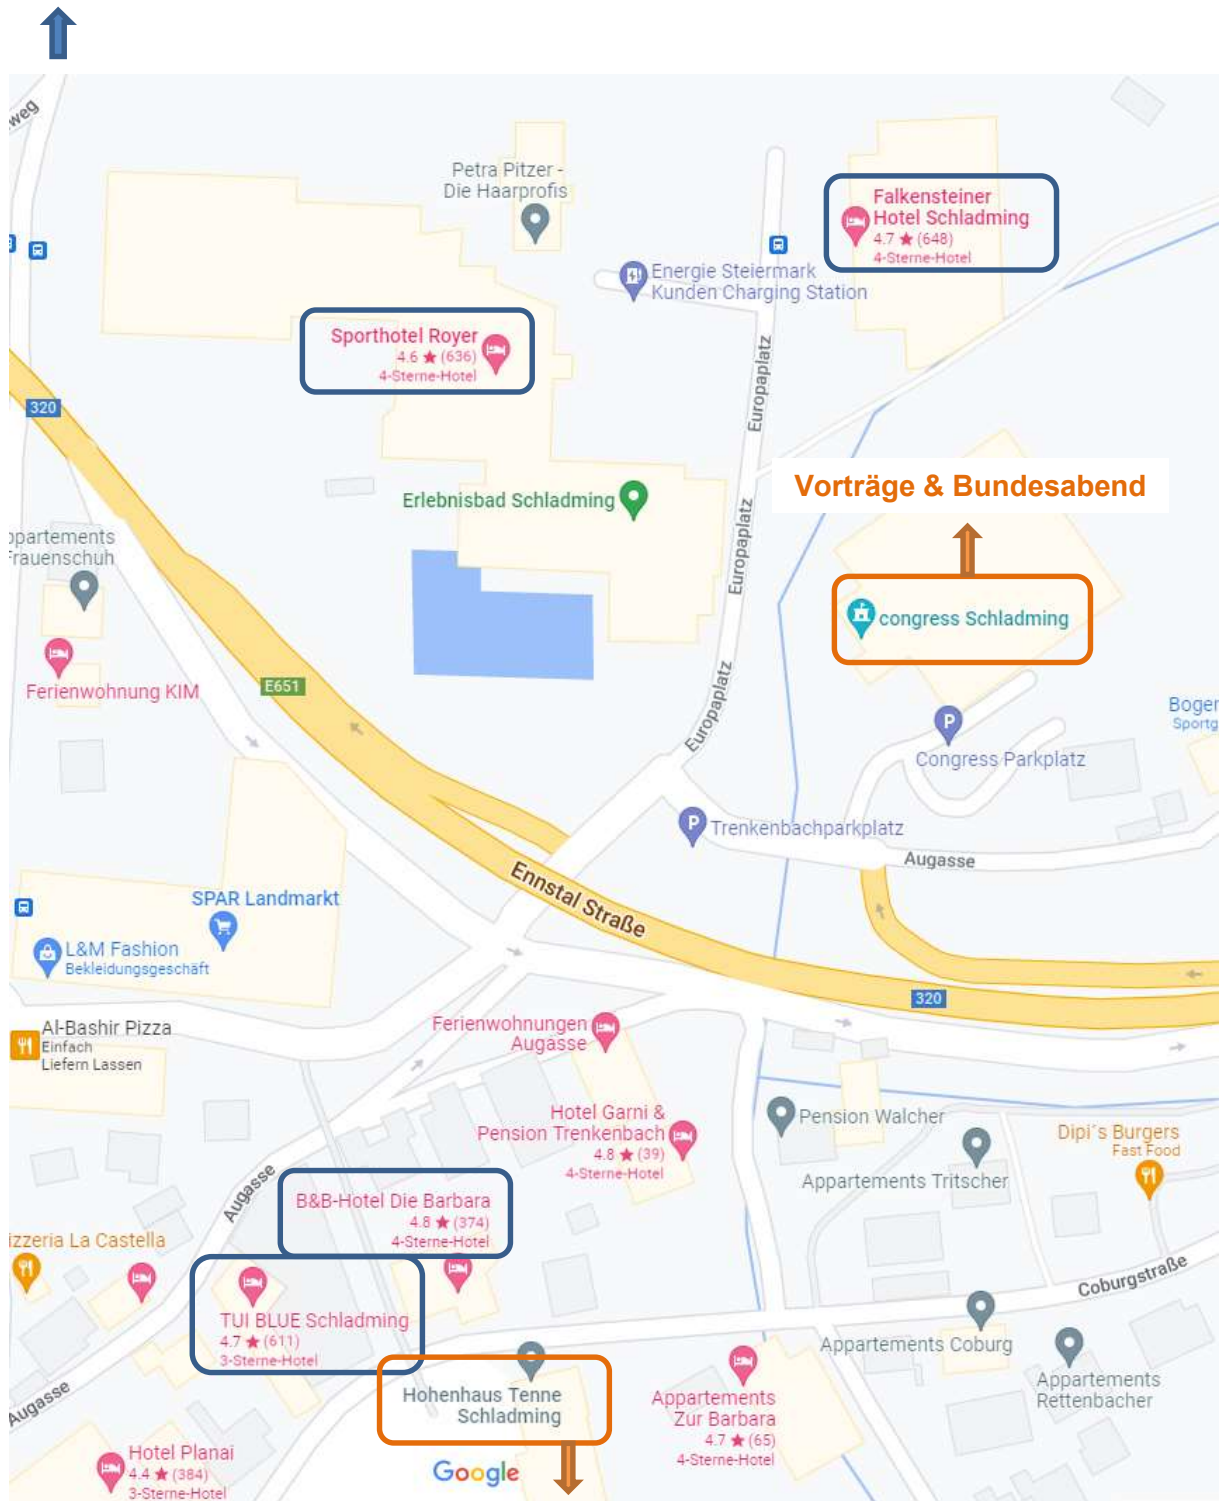 weg
Petra Pitzer -
Die Haarprofis
Falkensteiner
Hotel Schladming
4.7 ★ (648)
4-Sterne-Hotel
Energie Steiermark
Kunden Charging Station
Sporthotel Royer
4.6 ★ (636)
4-Sterne-Hotel
Europaplatz
320
Vorträge & Bundesabend
Erlebnisbad Schladming
Europaplatz
ppartements
Frauenschuh
congress Schladming
Ferienwohnung KIM
E651
Europaplatz
Boger
Sportg
P
Congress Parkplatz
P
Trenkenbachparkplatz
Augasse
Ennstal Straße
SPAR Landmarkt
L&M Fashion
Bekleidungsgeschäft
320
Al-Bashir Pizza
Einfach
Liefern Lassen
Ferienwohnungen
Augasse
Hotel Garni &
Pension Trenkenbach
4.8 ★ (39)
4-Sterne-Hotel
Pension Walcher
Dipi´s Burgers
Fast Food
Appartements Tritscher
Augasse
B&B-Hotel Die Barbara
4.8 ★ (374)
4-Sterne-Hotel
izzeria La Castella
Coburgstraße
TUI BLUE Schladming
4.7 ★ (611)
3-Sterne-Hotel
Appartements Coburg
Hohenhaus Tenne
Schladming
Appartements
Zur Barbara
4.7 ★ (65)
4-Sterne-Hotel
Appartements
Rettenbacher
Augasse
Hotel Planai
4.4 ★ (384)
3-Sterne-Hotel
Google